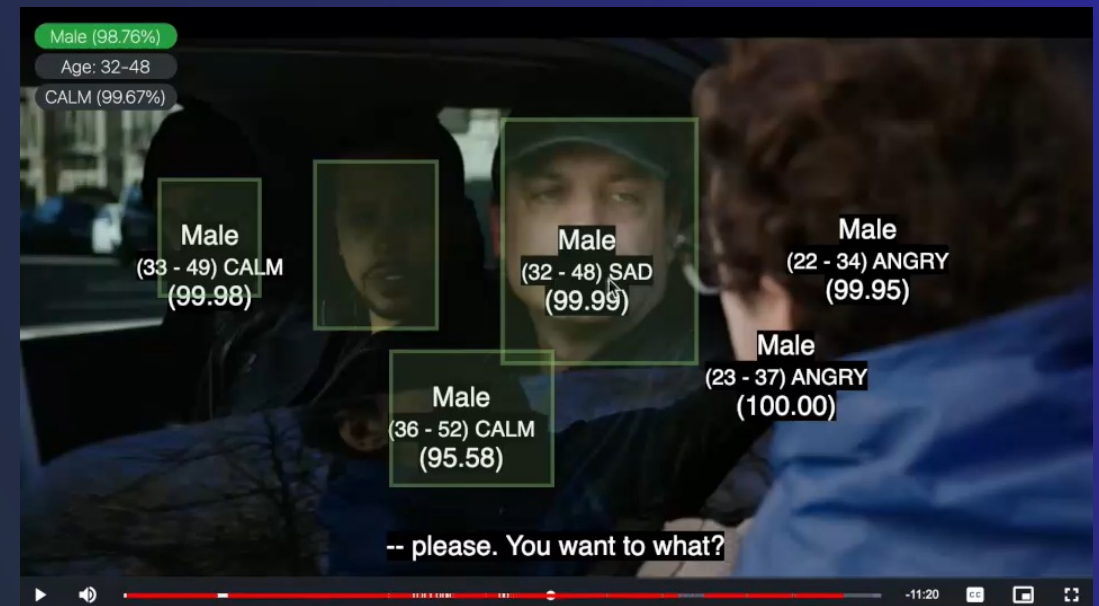 Male (98.76%)
Age: 32-48
CALM (99.67%)
Male
(33 - 49) CALM
(99.98)
Male
(32 - 48) SAD
(99.99)
Male
(22 - 34) ANGRY
(99.95)
Male
(23 - 37) ANGRY
(100.00)
Male
(36 - 52) CALM
(95.58)
-- please. You want to what?
-11:20
CC